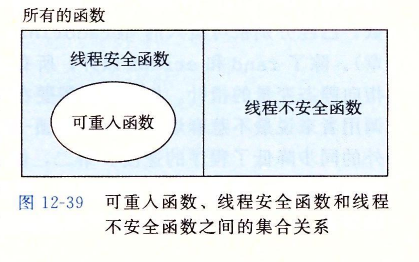 所有的函数
线程安全函数
可重入函数
线程不安全函数
图 12-39 可重入函数、线程安全函数和线程
不安全函数之间的集合关系